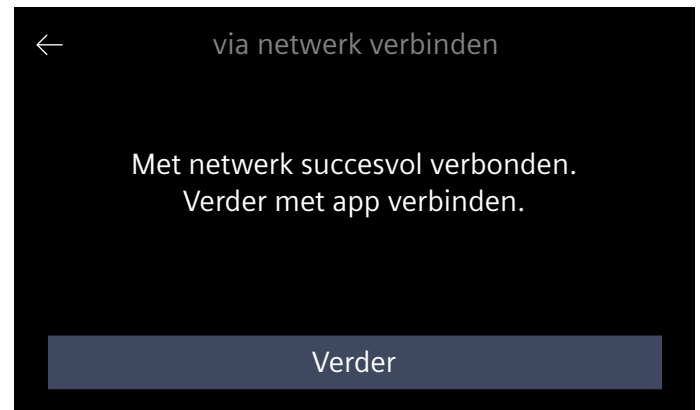 via netwerk verbinden
Met netwerk succesvol verbonden.
Verder met app verbinden.
Verder